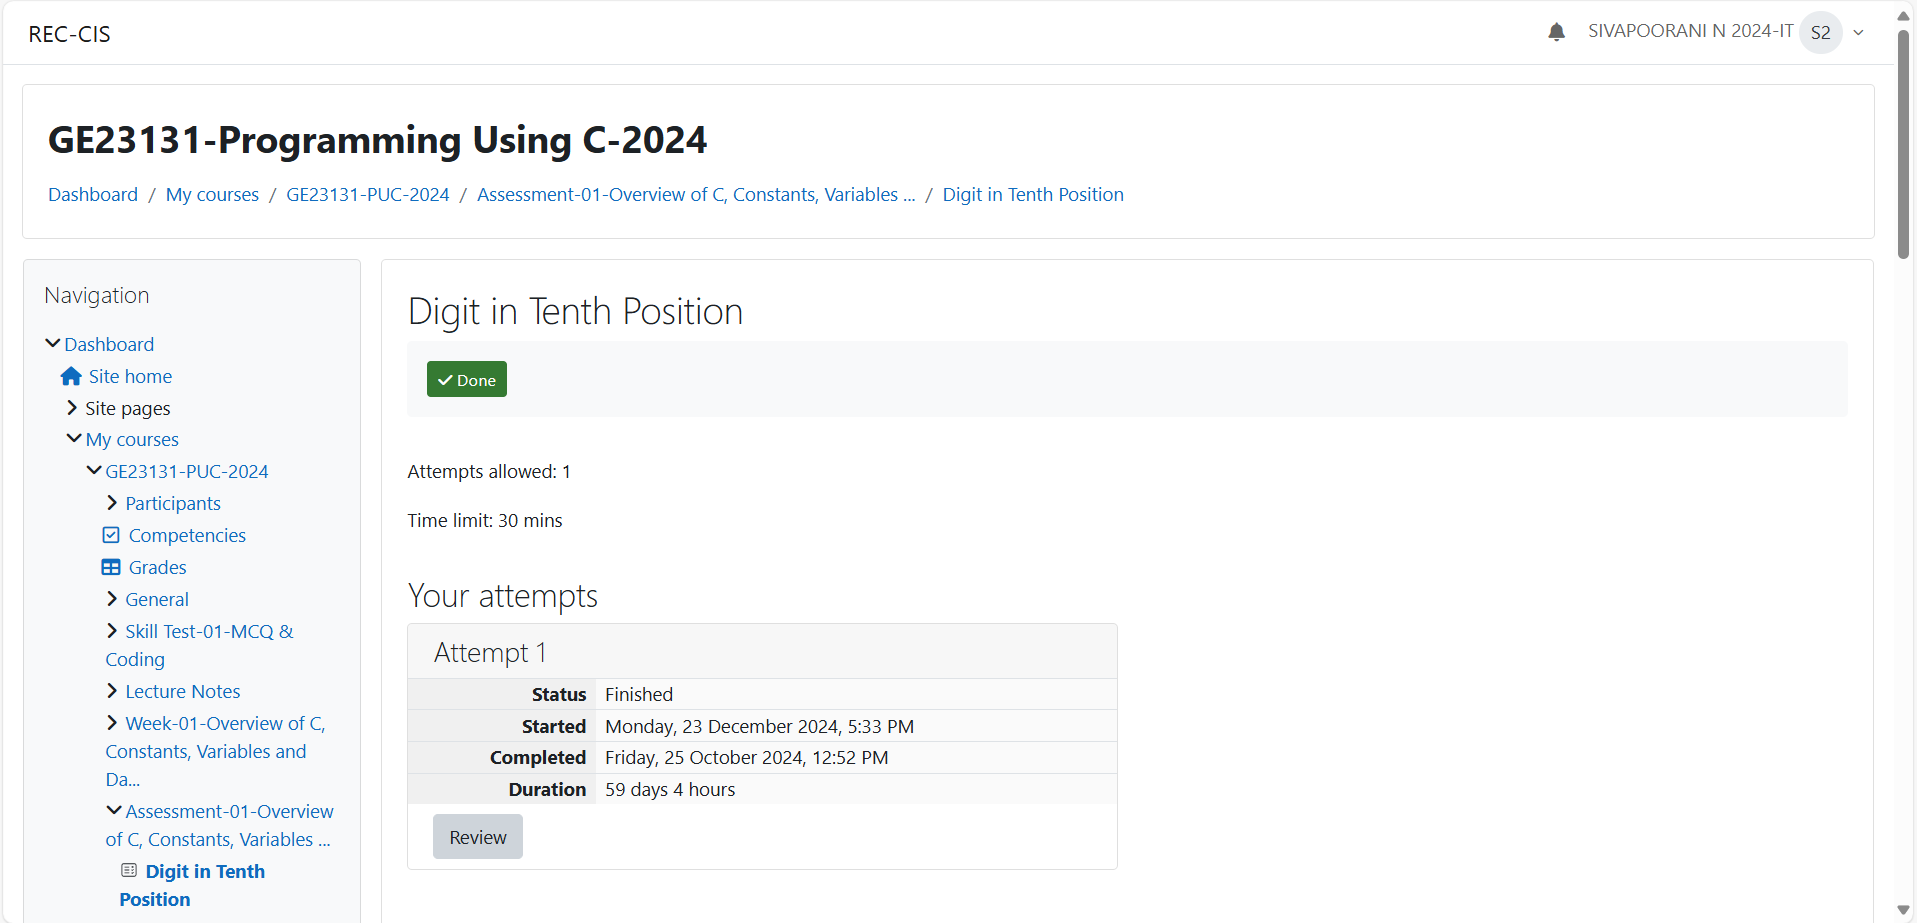 REC-CIS
SIVAPOORANI N 2024-IT S2
GE23131-Programming Using C-2024
Dashboard / My courses / GE23131-PUC-2024 / Assessment-01-Overview of C, Constants, Variables ... / Digit in Tenth Position
Navigation
Dashboard
Site home
Site pages
My courses
GE23131-PUC-2024
Participants
Competencies
Grades
General
Skill Test-01-MCQ &
Coding
Lecture Notes
Week-01-Overview of C,
Constants, Variables and
Da...
Assessment-01-Overview
of C, Constants, Variables ...
Digit in Tenth
Position
Digit in Tenth Position
Done
Attempts allowed: 1
Time limit: 30 mins
Your attempts
Attempt 1
Status Finished
Started Monday, 23 December 2024, 5:33 PM
Completed Friday, 25 October 2024, 12:52 PM
Duration 59 days 4 hours
Review